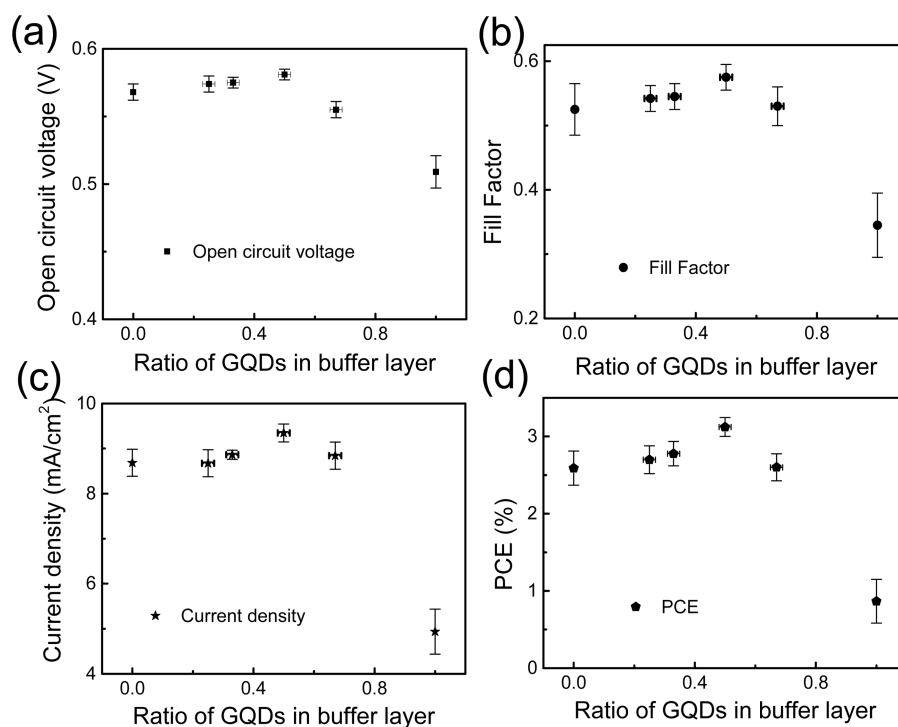 (a)
0.6
0.5
0.4
Open circuit voltage (V)
Open circuit voltage
0.0 0.4 0.8
Ratio of GQDs in buffer layer
(b)
0.6
0.4
0.2
Fill Factor
Fill Factor
0.0 0.4 0.8
Ratio of GQDs in buffer layer
(c)
10
8
6
4
Current density (mA/cm²)
Current density
0.0 0.4 0.8
Ratio of GQDs in buffer layer
(d)
3
2
1
0
PCE (%)
PCE
0.0 0.4 0.8
Ratio of GQDs in buffer layer